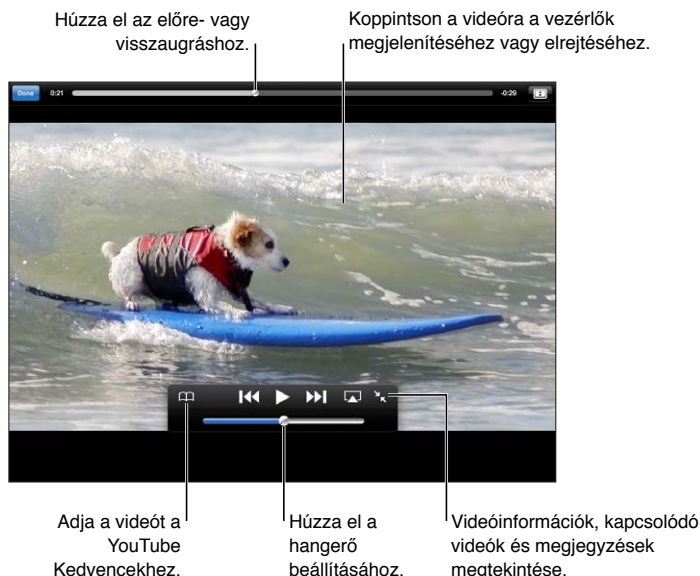 Húzza el az előre- vagy
visszaugráshoz.
Koppintson a videóra a vezérlők
megjelenítéséhez vagy elrejtéséhez.
Done 0:21 -0:29
Adja a videót a
YouTube
Kedvencekhez.
Húzza el a
hangerő
beállításához.
Videóinformációk, kapcsolódó
videók és megjegyzések
megtekintése.